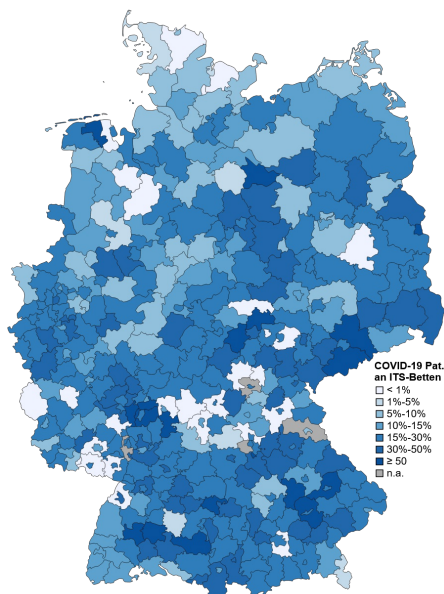 COVID-19 Pat.
an ITS-Betten
< 1%
1%-5%
5%-10%
10%-15%
15%-30%
30%-50%
≥ 50
n.a.